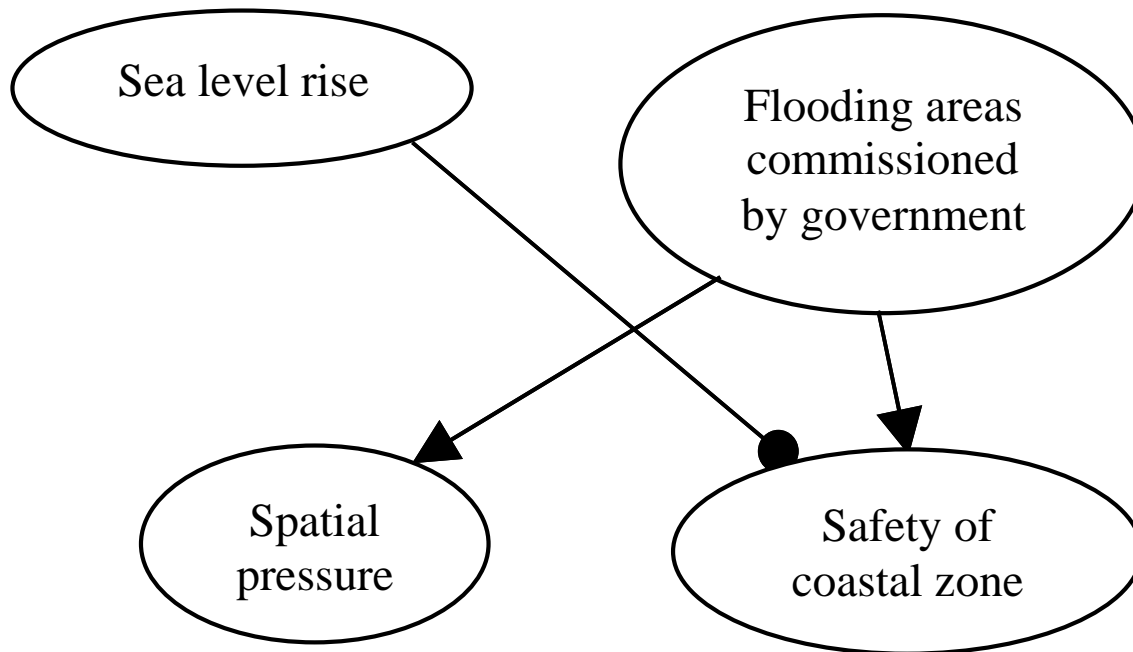 Sea level rise
Flooding areas
commissioned
by government
Spatial
pressure
Safety of
coastal zone